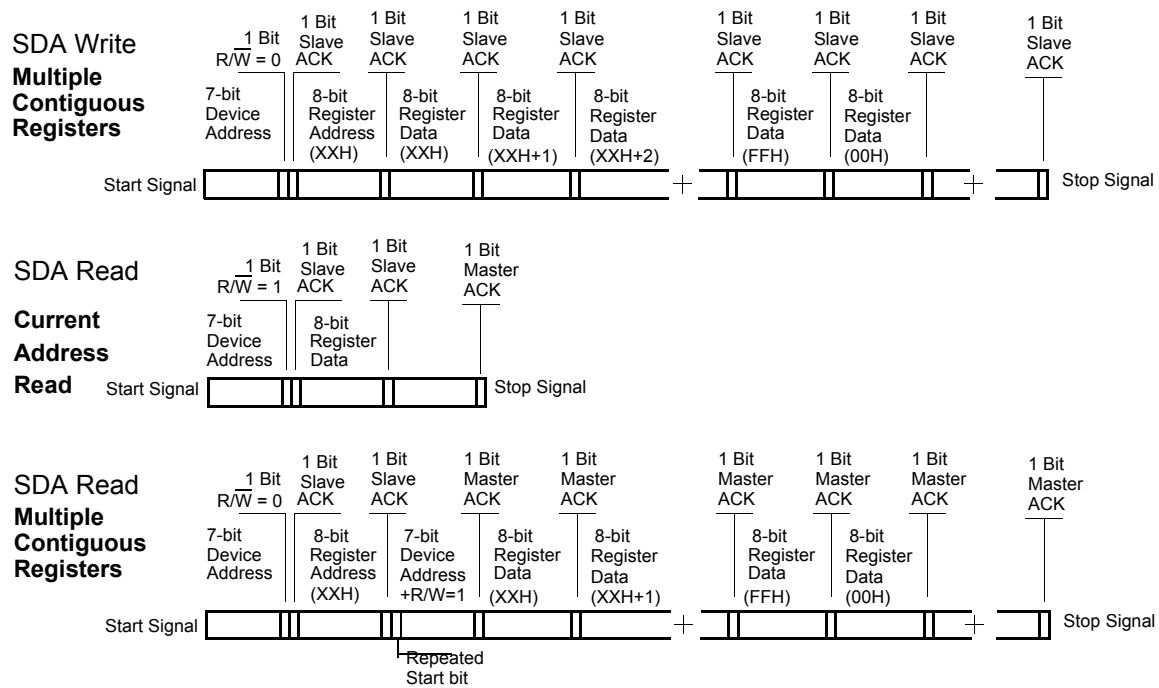 SDA Write
Multiple
Contiguous
Registers
1 Bit
R/W = 0
1 Bit
Slave
ACK
1 Bit
Slave
ACK
1 Bit
Slave
ACK
1 Bit
Slave
ACK
1 Bit
Slave
ACK
1 Bit
Slave
ACK
1 Bit
Slave
ACK
1 Bit
Slave
ACK
7-bit
Device
Address
8-bit
Register
Address
(XXH)
8-bit
Register
Data
(XXH)
8-bit
Register
Data
(XXH+1)
8-bit
Register
Data
(XXH+2)
8-bit
Register
Data
(FFH)
8-bit
Register
Data
(00H)
Start Signal
Stop Signal
SDA Read
Current
Address
Read
1 Bit
R/W = 1
1 Bit
Slave
ACK
1 Bit
Slave
ACK
1 Bit
Master
ACK
7-bit
Device
Address
8-bit
Register
Data
Start Signal
Stop Signal
SDA Read
Multiple
Contiguous
Registers
1 Bit
R/W = 0
1 Bit
Slave
ACK
1 Bit
Slave
ACK
1 Bit
Master
ACK
1 Bit
Master
ACK
1 Bit
Master
ACK
1 Bit
Master
ACK
1 Bit
Master
ACK
1 Bit
Master
ACK
7-bit
Device
Address
8-bit
Register
Address
(XXH)
7-bit
Device
Address
+R/W=1
8-bit
Register
Data
(XXH)
8-bit
Register
Data
(XXH+1)
8-bit
Register
Data
(FFH)
8-bit
Register
Data
(00H)
Start Signal
Stop Signal
Repeated
Start bit